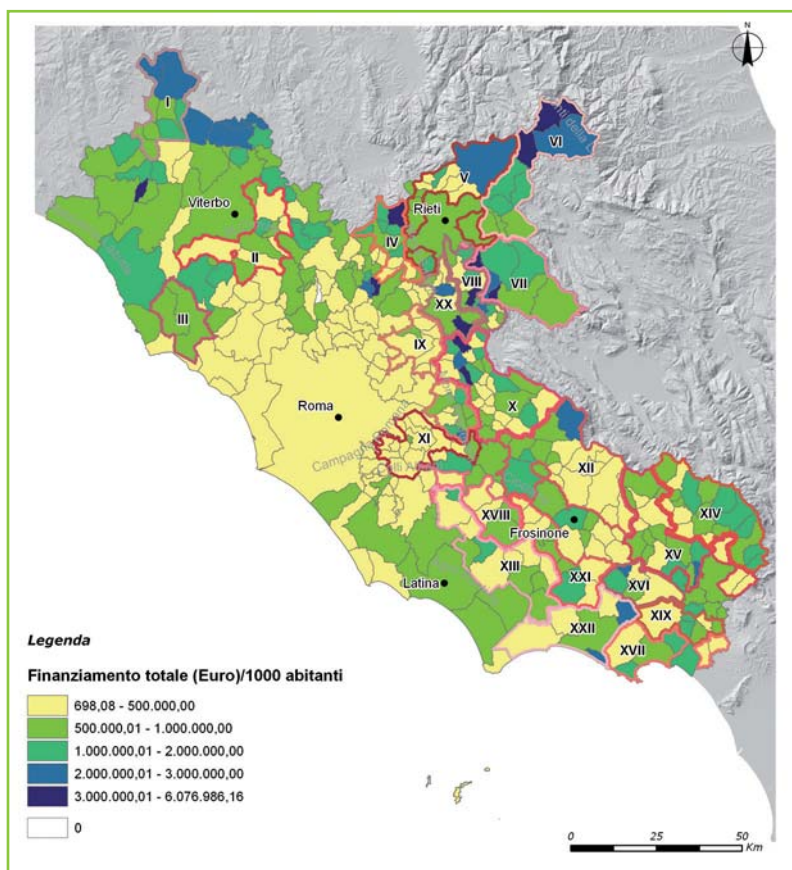 N
I
VI
V
Viterbo
Rieti
IV
II
VIII
VII
III
XX
IX
Roma
X
XI
Campagna Romana
Colli Albani
XII
XIV
XVIII
Frosinone
XV
XIII
Latina
XXI
XVI
XIX
XXII
XVII
Legenda
Finanziamento totale (Euro)/1000 abitanti
698,08 - 500.000,00
500.000,01 - 1.000.000,00
1.000.000,01 - 2.000.000,00
2.000.000,01 - 3.000.000,00
3.000.000,01 - 6.076.986,16
0
0 25 50
Km